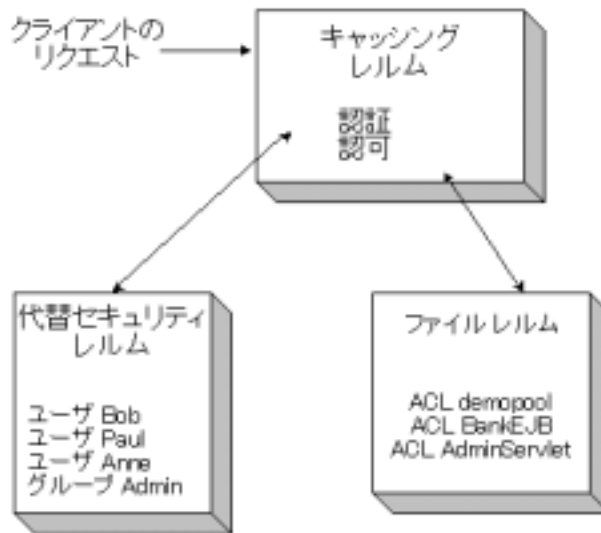 クライアントの
リクエスト
キャッシング
レルム
認証
認可
代替セキュリティ
レルム
ユーザ Bob
ユーザ Paul
ユーザ Anne
グループ Admin
ファイルレルム
ACL demopool
ACL BankEJB
ACL AdminServlet